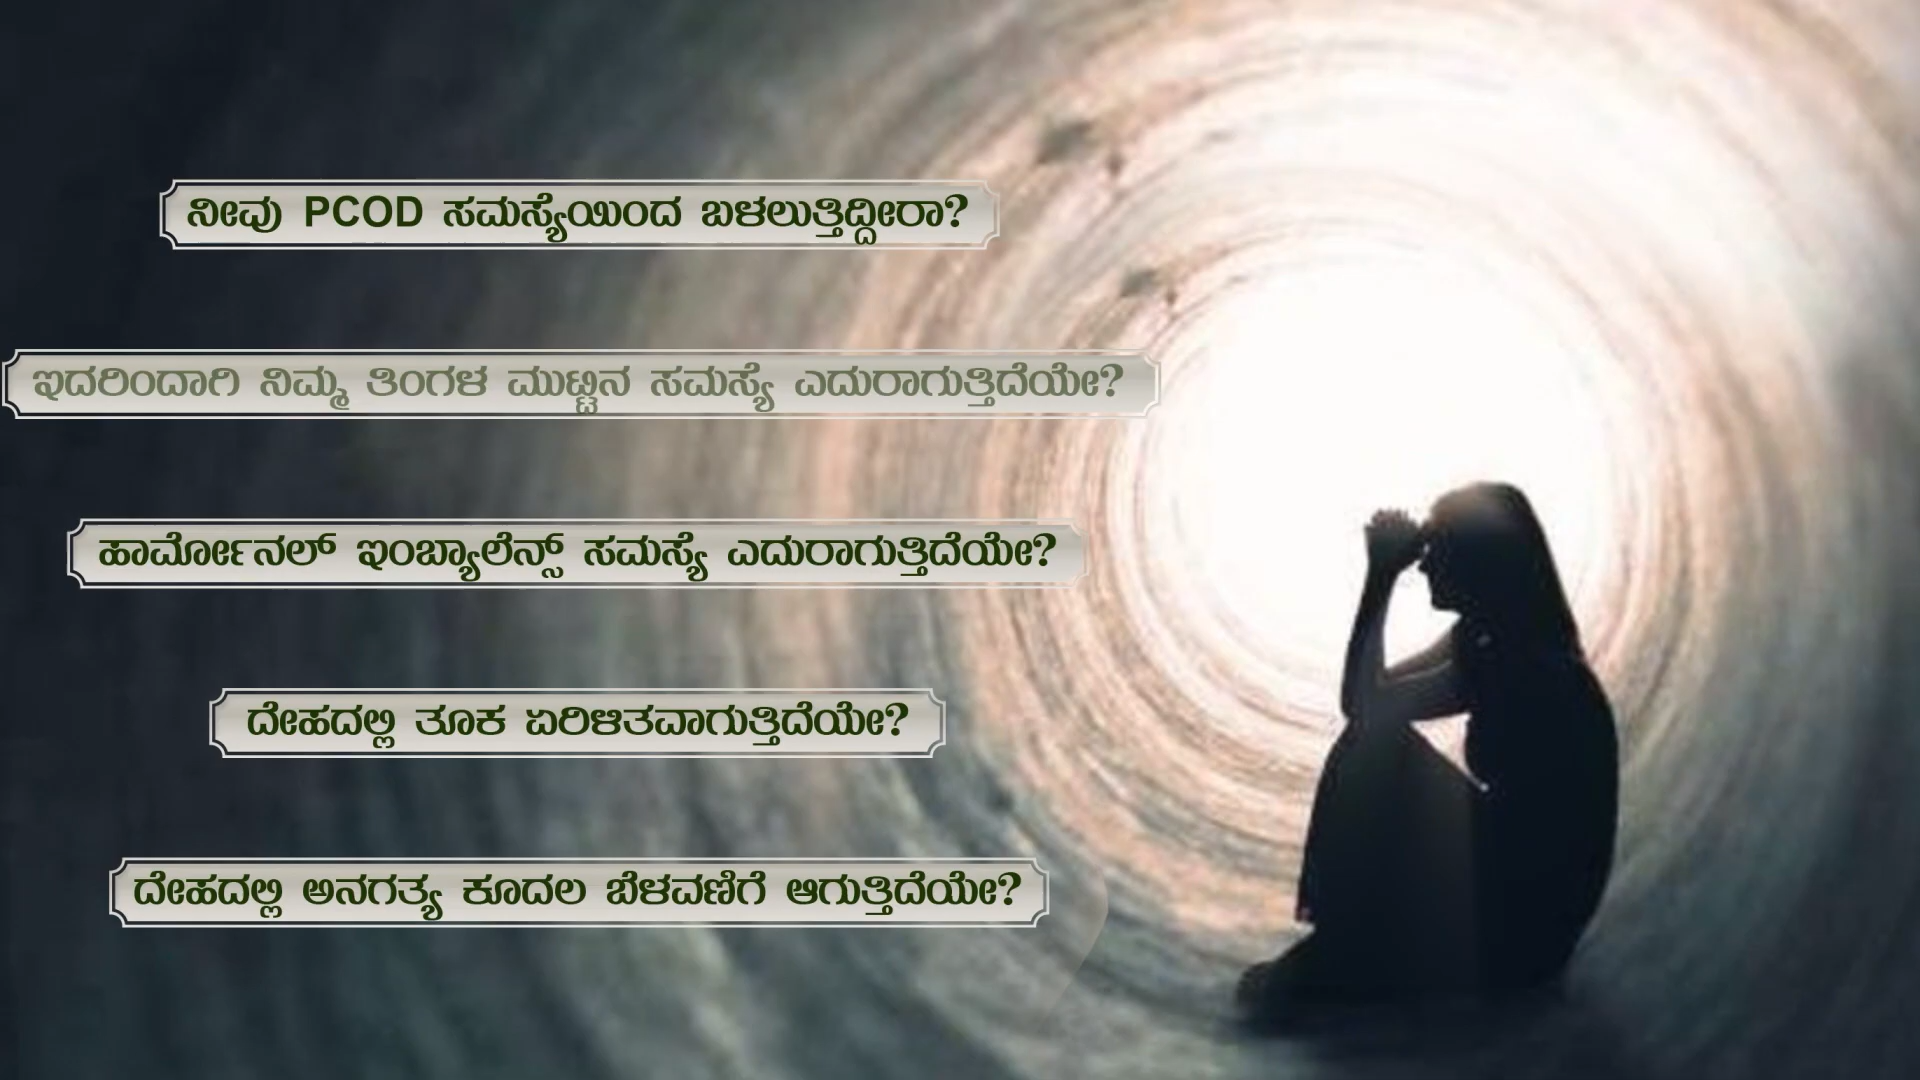 ನೀವು PCOD ಸಮಸ್ಯೆಯಿಂದ ಬಳಲುತ್ತಿದ್ದೀರಾ?
ಇದರಿಂದಾಗಿ ನಿಮ್ಮ ತಿಂಗಳ ಮುಟ್ಟಿನ ಸಮಸ್ಯೆ ಎದುರಾಗುತ್ತಿದೆಯೇ?
ಹಾರ್ಮೋನಲ್ ಇಂಬ್ಯಾಲೆನ್ಸ್ ಸಮಸ್ಯೆ ಎದುರಾಗುತ್ತಿದೆಯೇ?
ದೇಹದಲ್ಲಿ ತೂಕ ಏರಿಳಿತವಾಗುತ್ತಿದೆಯೇ?
ದೇಹದಲ್ಲಿ ಅನಗತ್ಯ ಕೂದಲ ಬೆಳವಣಿಗೆ ಆಗುತ್ತಿದೆಯೇ?